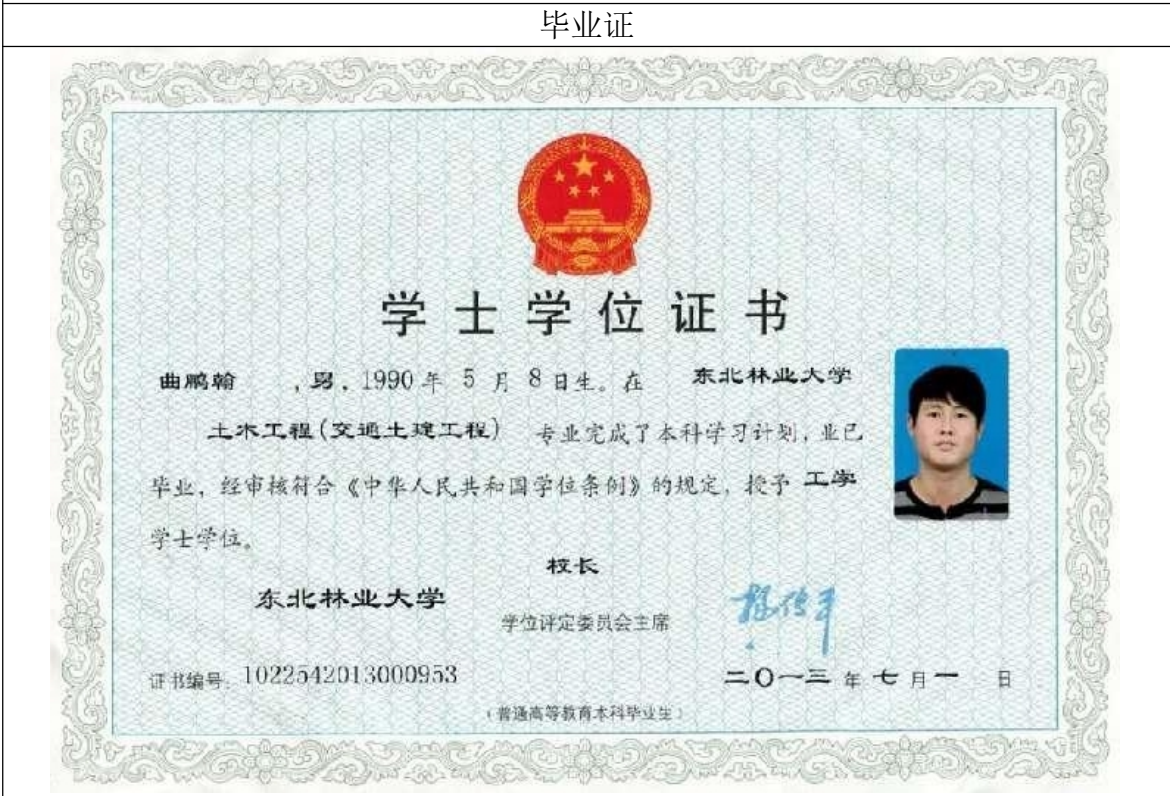 毕业证
学士学位证书
曲鹏翰 ，男，1990 年 5 月 8 日生。在 东北林业大学
土木工程(交通土建工程) 专业完成了本科学习计划，业已
毕业，经审核符合《中华人民共和国学位条例》的规定，授予 工学
学士学位。
校长
东北林业大学
学位评定委员会主席
杨传平
证书编号：1022542013000953
二〇一三 年 七 月 一 日
（普通高等教育本科毕业生）